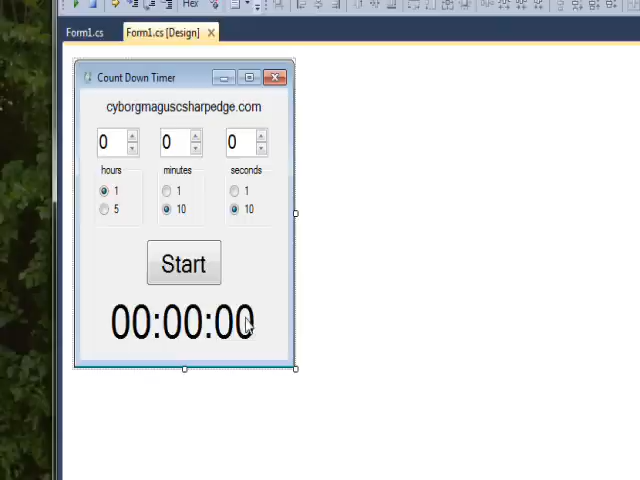 Hex
Form1.cs Form1.cs [Design]
Count Down Timer
cyborgmaguscsharpedge.com
0 0 0
hours minutes seconds
1 1 1
5 10 10
Start
00:00:00